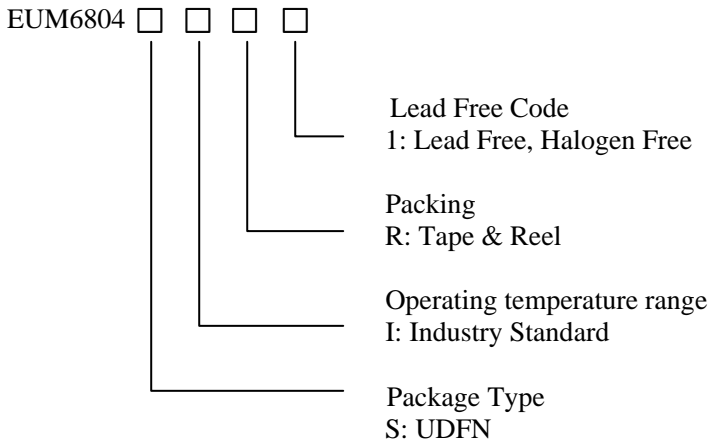 EUM6804
Lead Free Code
1: Lead Free, Halogen Free
Packing
R: Tape & Reel
Operating temperature range
I: Industry Standard
Package Type
S: UDFN